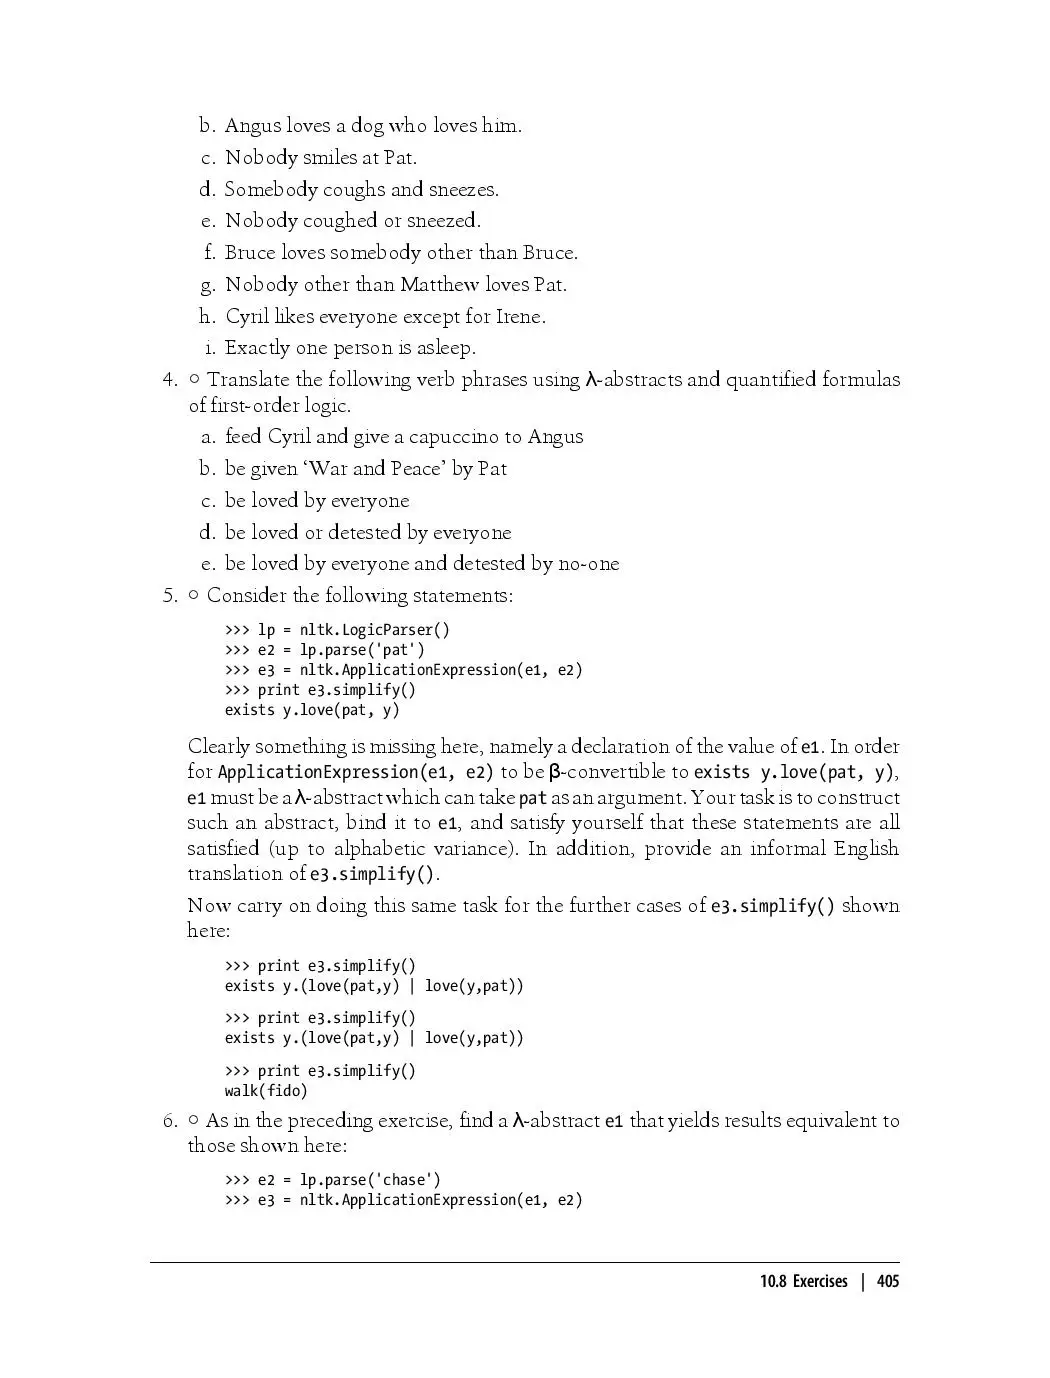 b. Angus loves a dog who loves him.
c. Nobody smiles at Pat.
d. Somebody coughs and sneezes.
e. Nobody coughed or sneezed.
f. Bruce loves somebody other than Bruce.
g. Nobody other than Matthew loves Pat.
h. Cyril likes everyone except for Irene.
i. Exactly one person is asleep.
4. ○ Translate the following verb phrases using λ-abstracts and quantified formulas
of first-order logic.
a. feed Cyril and give a capuccino to Angus
b. be given ‘War and Peace’ by Pat
c. be loved by everyone
d. be loved or detested by everyone
e. be loved by everyone and detested by no-one
5. ○ Consider the following statements:
>>> lp = nltk.LogicParser()
>>> e2 = lp.parse('pat')
>>> e3 = nltk.ApplicationExpression(e1, e2)
>>> print e3.simplify()
exists y.love(pat, y)
Clearly something is missing here, namely a declaration of the value of e1. In order
for ApplicationExpression(e1, e2) to be β-convertible to exists y.love(pat, y),
e1 must be a λ-abstract which can take pat as an argument. Your task is to construct
such an abstract, bind it to e1, and satisfy yourself that these statements are all
satisfied (up to alphabetic variance). In addition, provide an informal English
translation of e3.simplify().
Now carry on doing this same task for the further cases of e3.simplify() shown
here:
>>> print e3.simplify()
exists y.(love(pat,y) | love(y,pat))
>>> print e3.simplify()
exists y.(love(pat,y) | love(y,pat))
>>> print e3.simplify()
walk(fido)
6. ○ As in the preceding exercise, find a λ-abstract e1 that yields results equivalent to
those shown here:
>>> e2 = lp.parse('chase')
>>> e3 = nltk.ApplicationExpression(e1, e2)
10.8 Exercises | 405